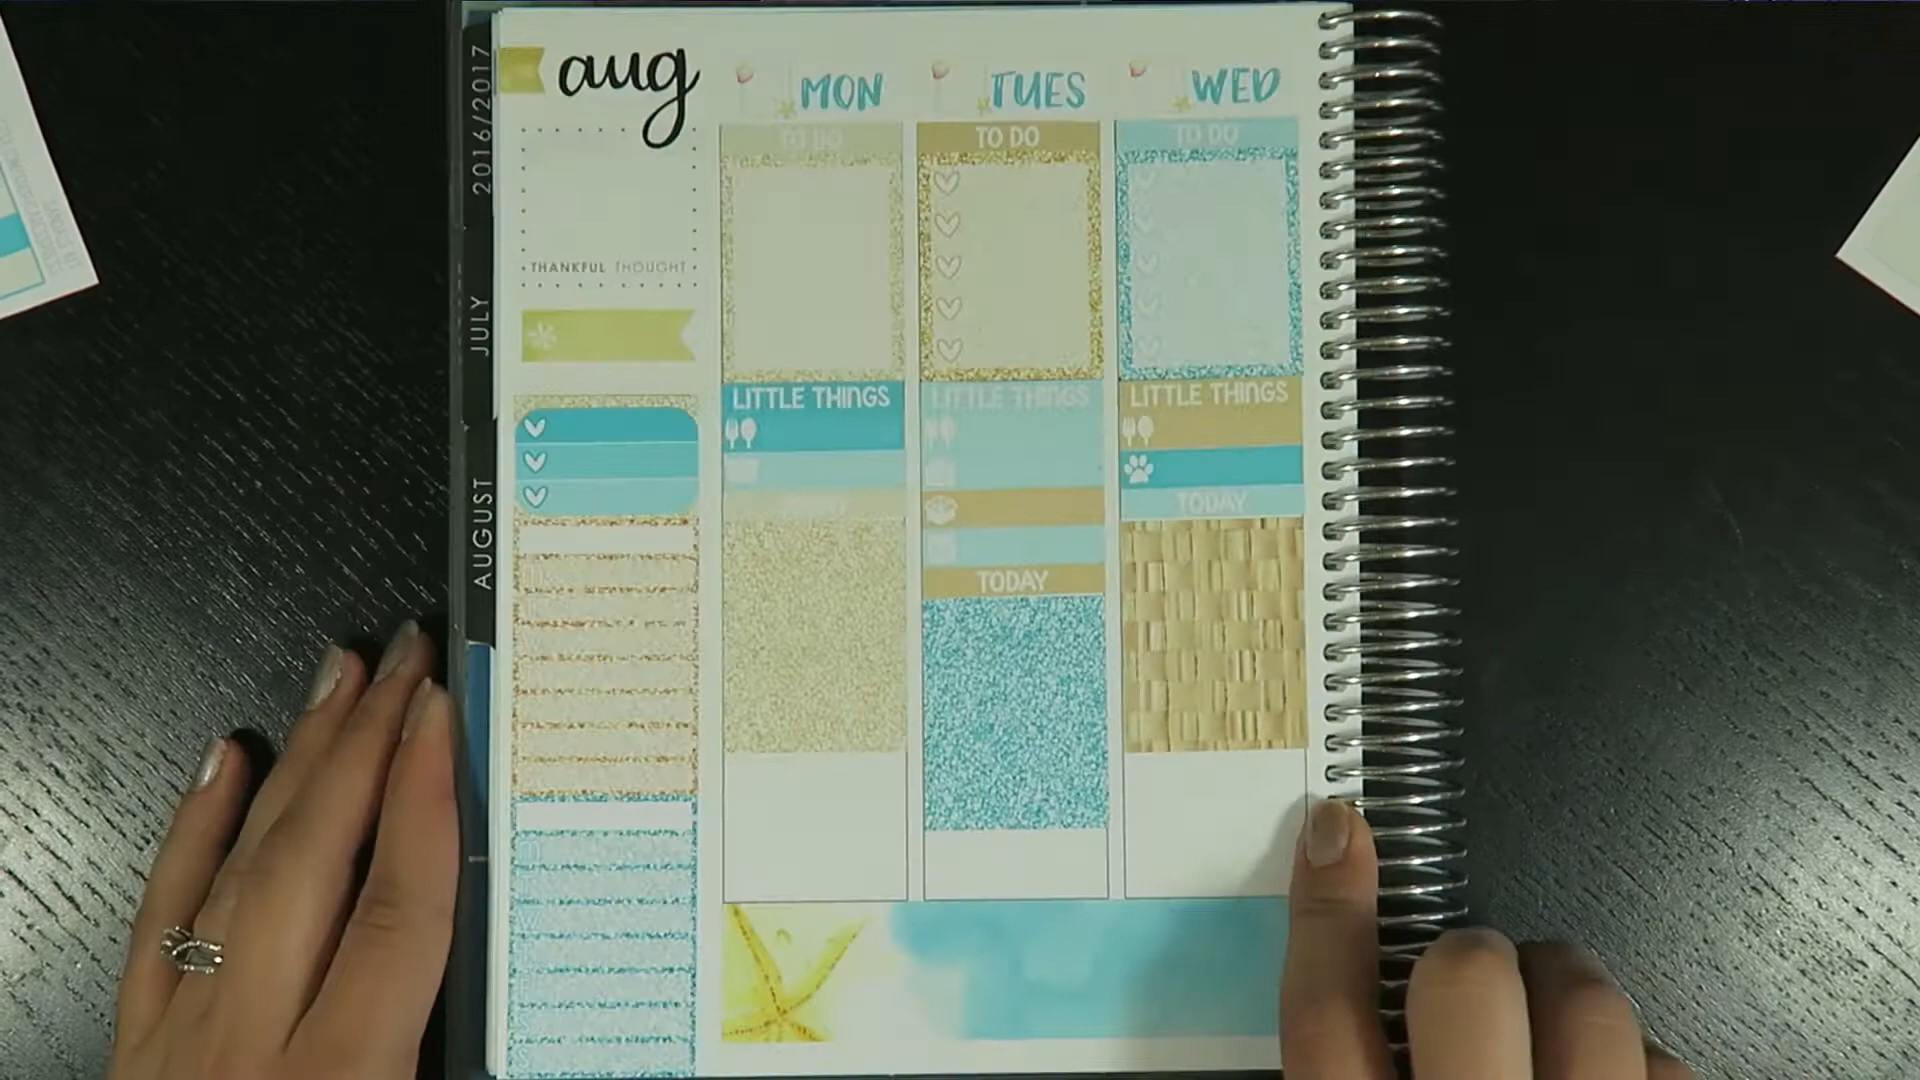 2016/2017
JULY
AUGUST
aug
THANKFUL THOUGHT
MON
TUES
WED
TO DO
TO DO
TO DO
LITTLE THINGS
LITTLE THINGS
LITTLE THINGS
TODAY
TODAY